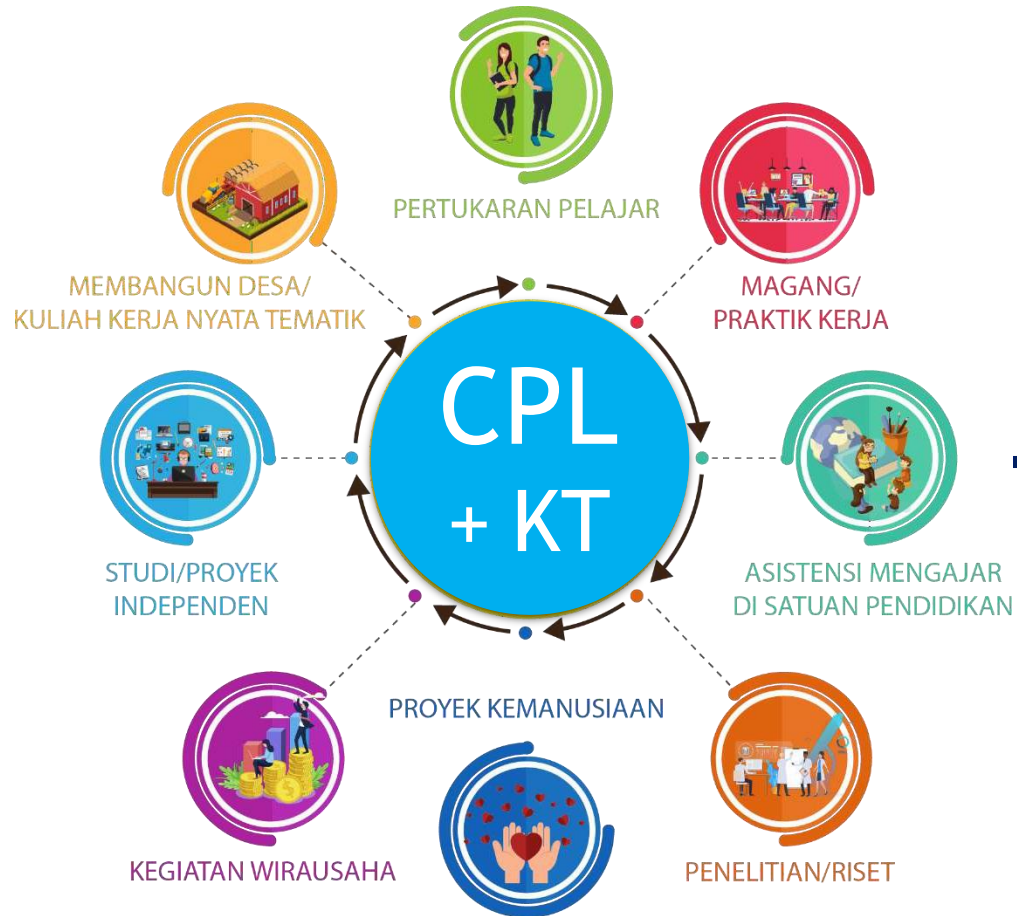 PERTUKARAN PELAJAR
MAGANG/
PRAKTIK KERJA
ASISTENSI MENGAJAR
DI SATUAN PENDIDIKAN
PENELITIAN/RISET
PROYEK KEMANUSIAAN
KEGIATAN WIRAUSAHA
STUDI/PROYEK
INDEPENDEN
MEMBANGUN DESA/
KULIAH KERJA NYATA TEMATIK
CPL
+ KT